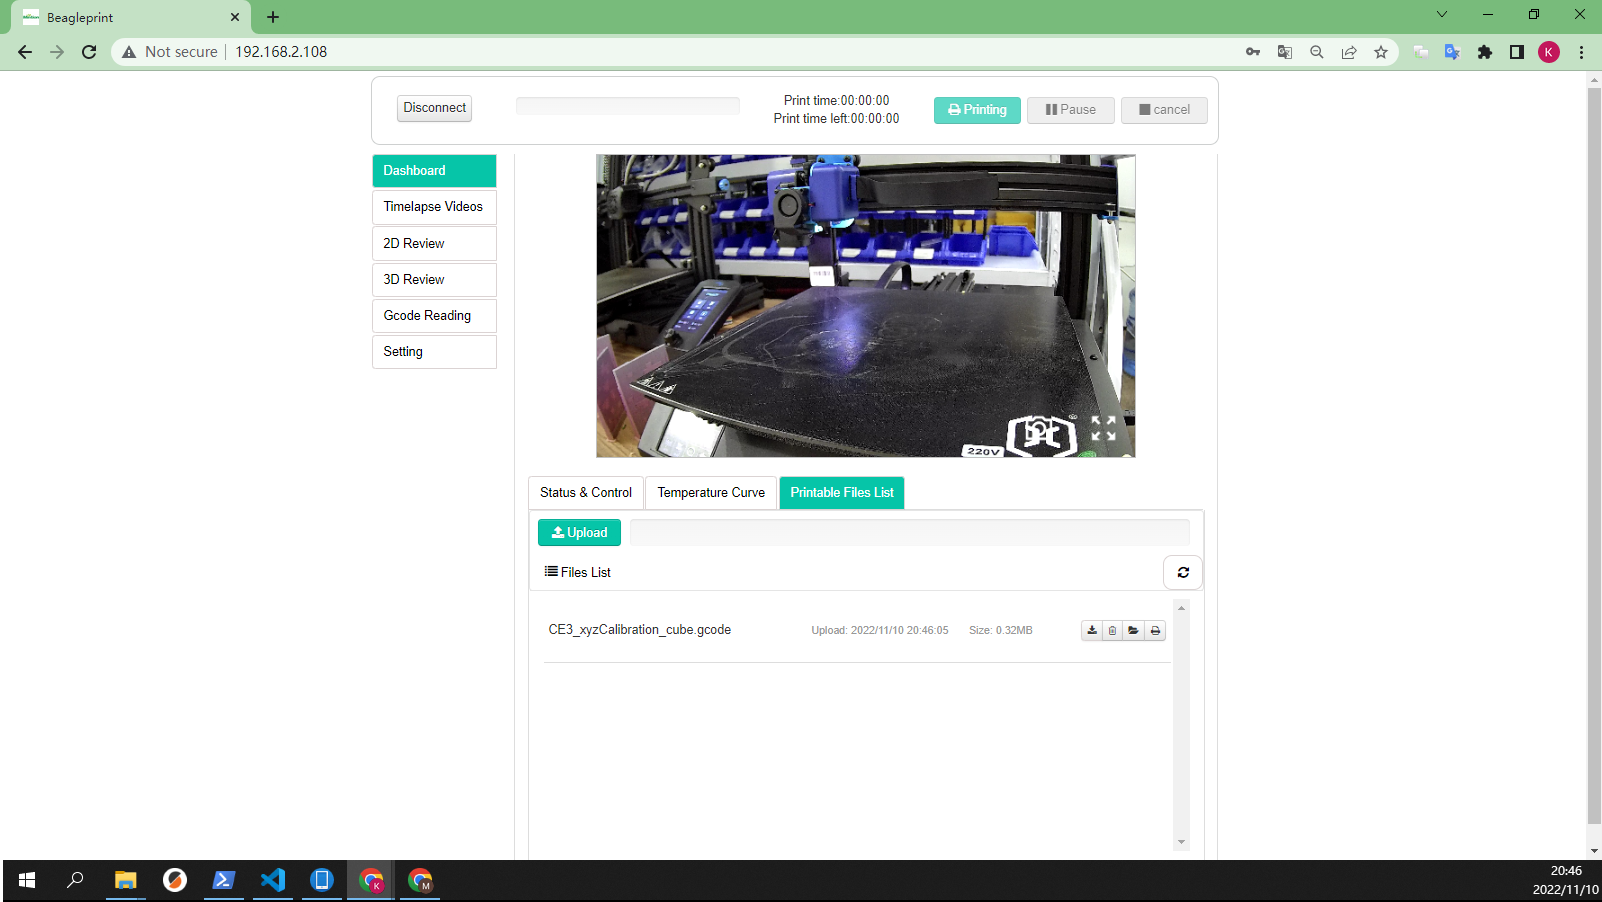 Beagleprint
Not secure
192.168.2.108
K
Disconnect
Print time:00:00:00
Print time left:00:00:00
Printing
Pause
cancel
Dashboard
Timelapse Videos
2D Review
3D Review
Gcode Reading
Setting
220V
Status & Control
Temperature Curve
Printable Files List
Upload
Files List
CE3_xyzCalibration_cube.gcode
Upload: 2022/11/10 20:46:05
Size: 0.32MB
K
M
20:46
2022/11/10